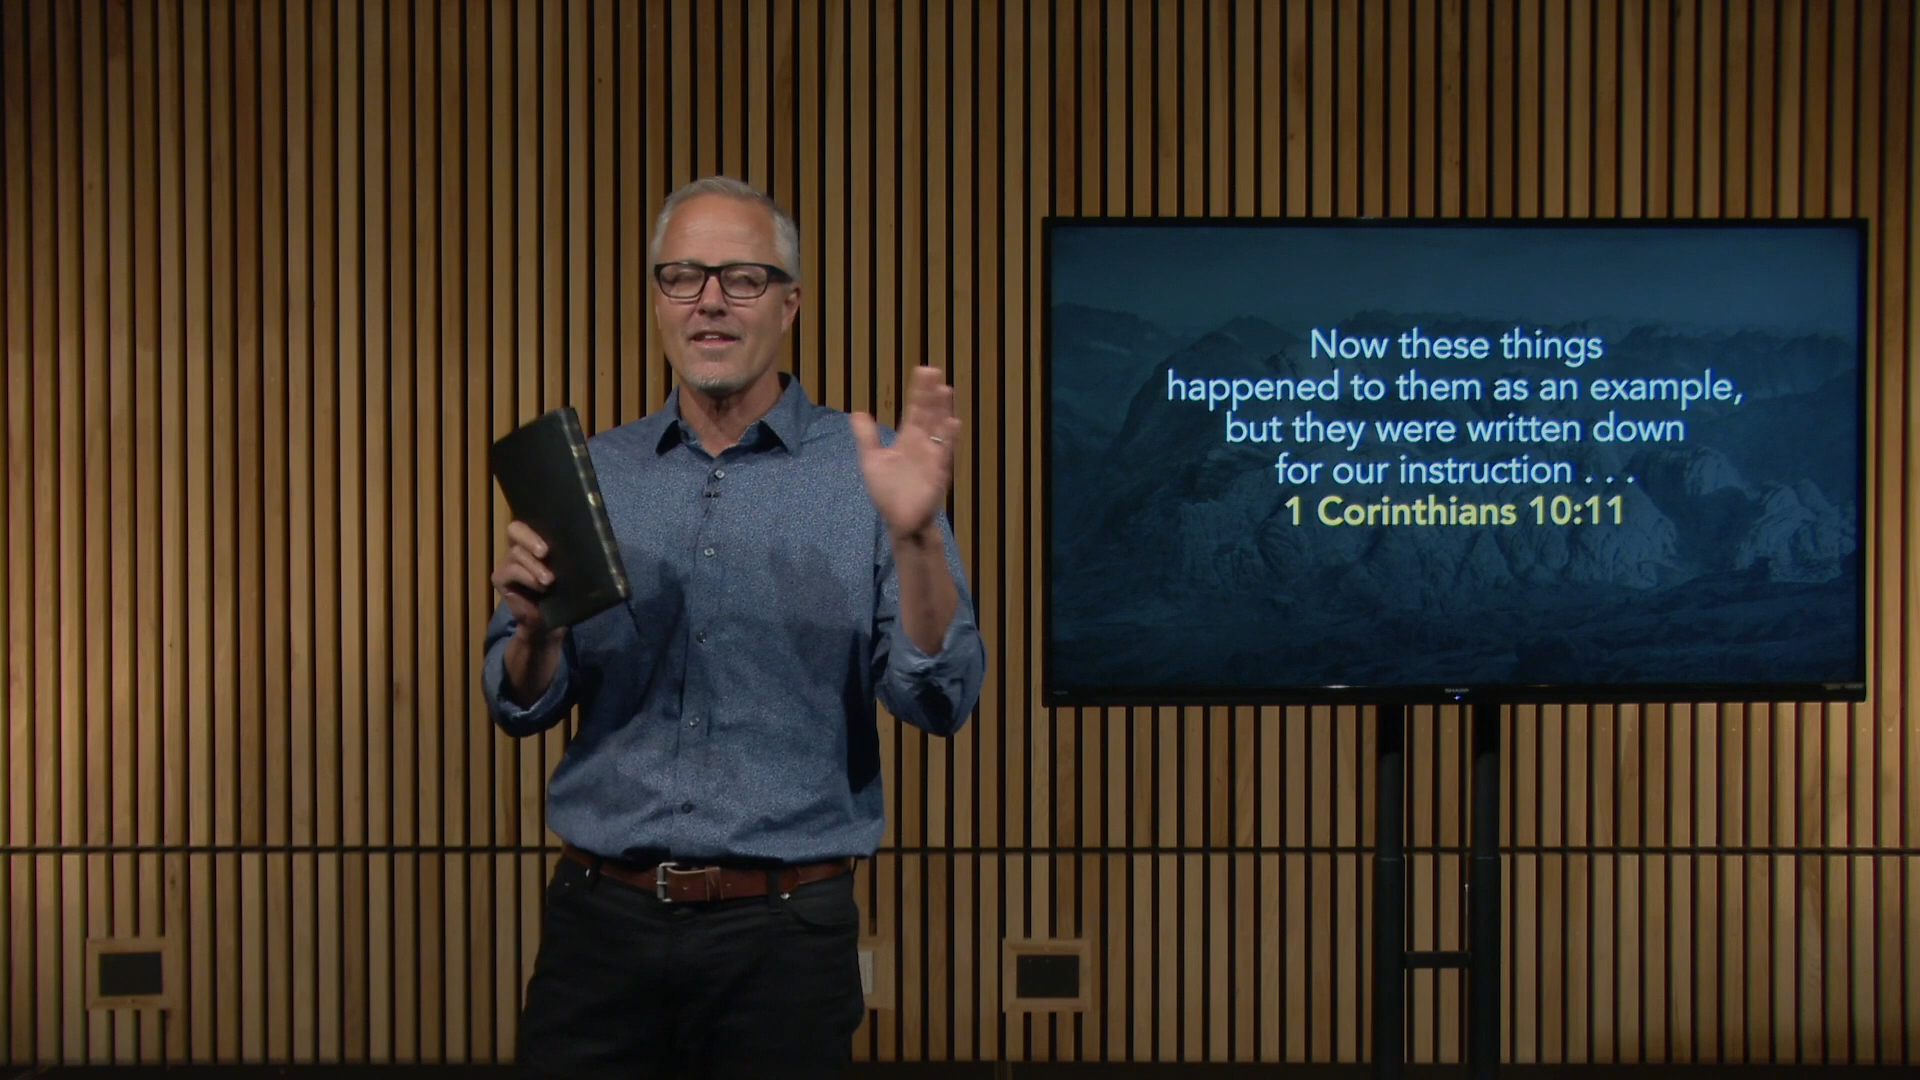 Now these things
happened to them as an example,
but they were written down
for our instruction . . .
1 Corinthians 10:11
SHARP